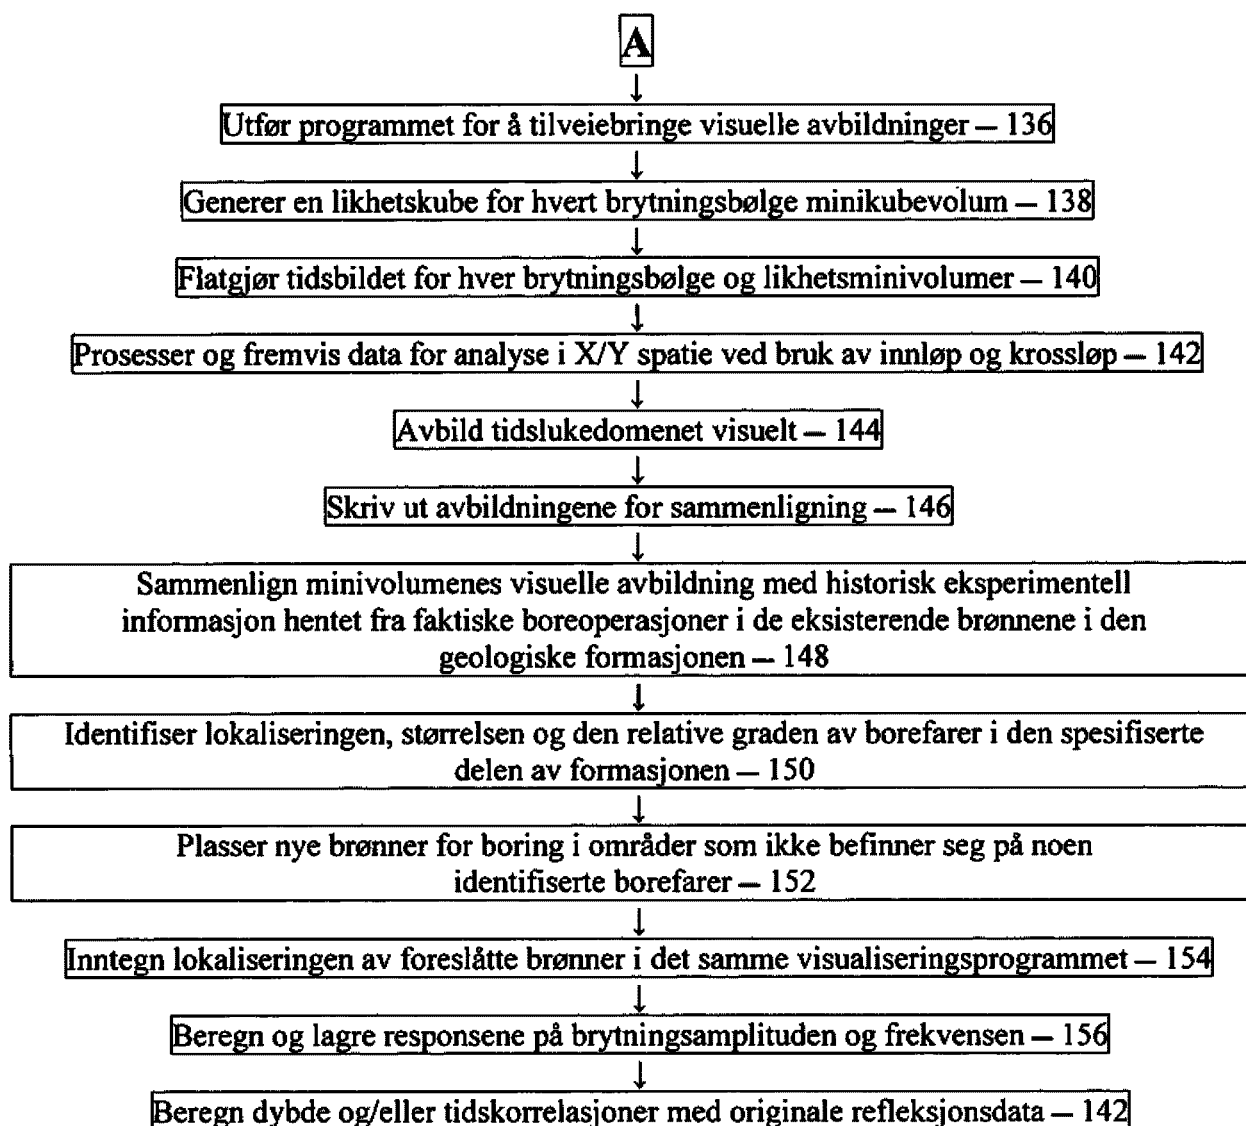 A
Utfør programmet for å tilveiebringe visuelle avbildninger — 136
Generer en likhetskube for hvert brytningsbølge minikubevolum — 138
Flatgjør tidsbildet for hver brytningsbølge og likhetsminivolumer — 140
Prosesser og fremvis data for analyse i X/Y spatie ved bruk av innløp og krossløp — 142
Avbild tidslukedomenet visuelt — 144
Skriv ut avbildningene for sammenligning — 146
Sammenlign minivolumenes visuelle avbildning med historisk eksperimentell
informasjon hentet fra faktiske boreoperasjoner i de eksisterende brønnene i den
geologiske formasjonen — 148
Identifiser lokaliseringen, størrelsen og den relative graden av borefarer i den spesifiserte
delen av formasjonen — 150
Plasser nye brønner for boring i områder som ikke befinner seg på noen
identifiserte borefarer — 152
Inntegn lokaliseringen av foreslåtte brønner i det samme visualiseringsprogrammet — 154
Beregn og lagre responsene på brytningsamplituden og frekvensen — 156
Beregn dybde og/eller tidskorrelasjoner med originale refleksjonsdata — 142